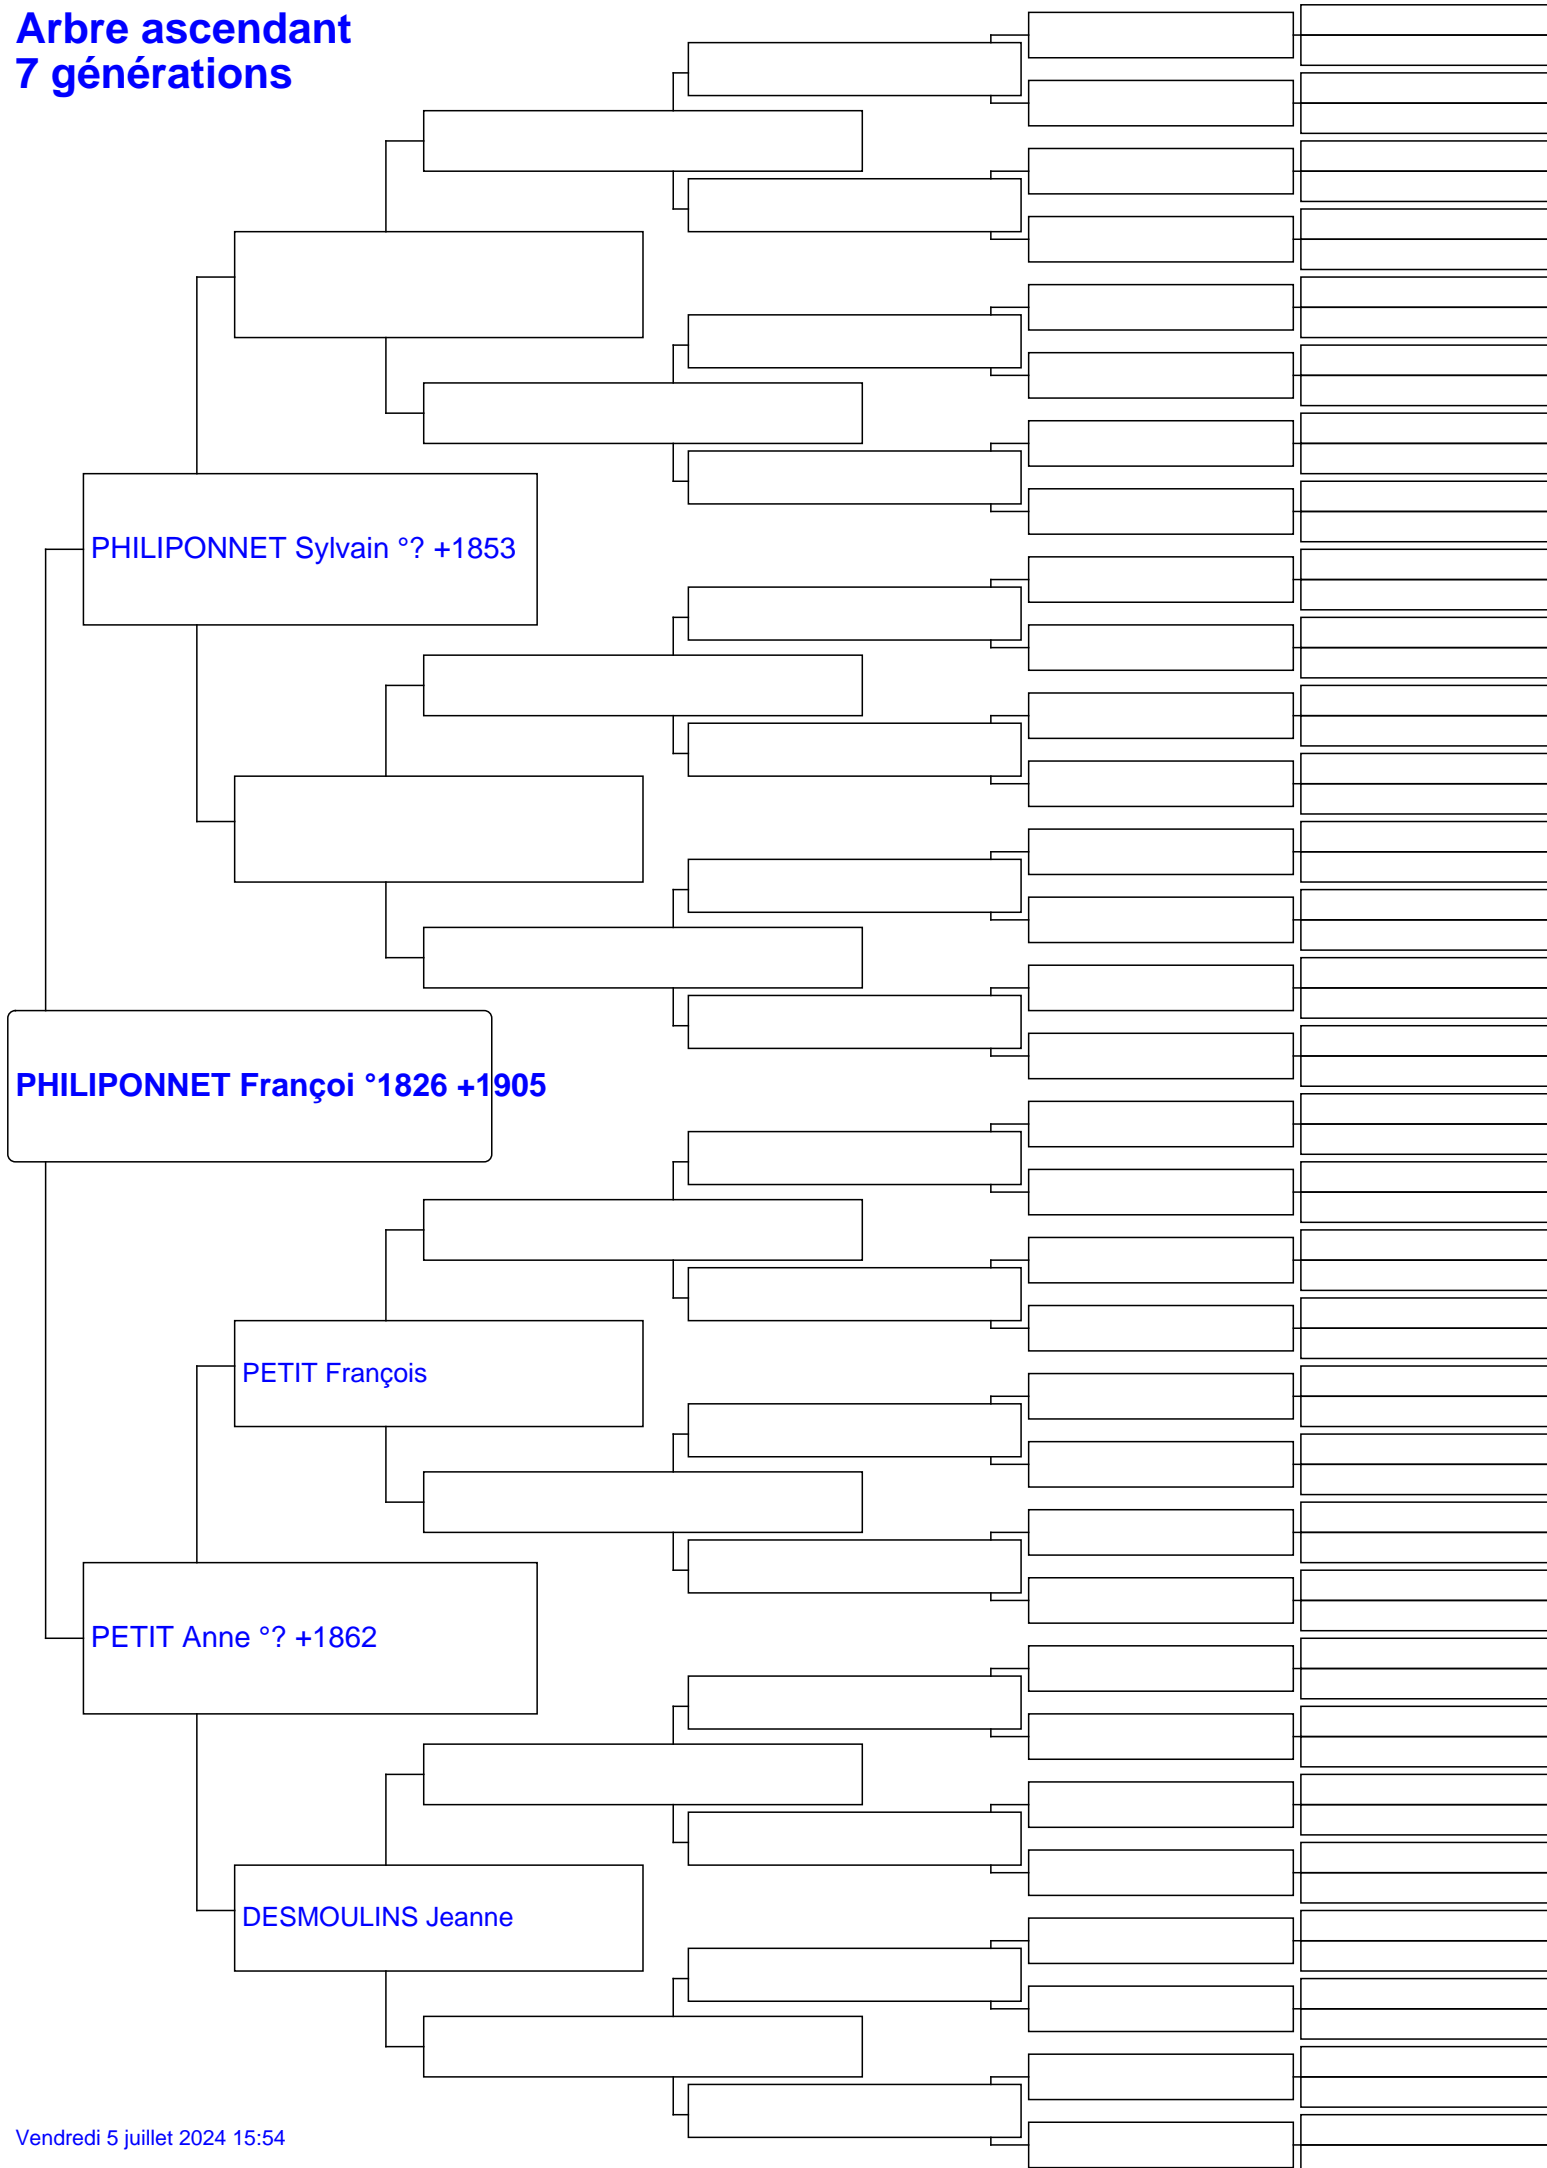 Arbre ascendant
7 générations
PHILIPONNET Sylvain °? +1853
PHILIPONNET Françoi °1826 +1905
PETIT François
PETIT Anne °? +1862
DESMOULINS Jeanne
Vendredi 5 juillet 2024 15:54